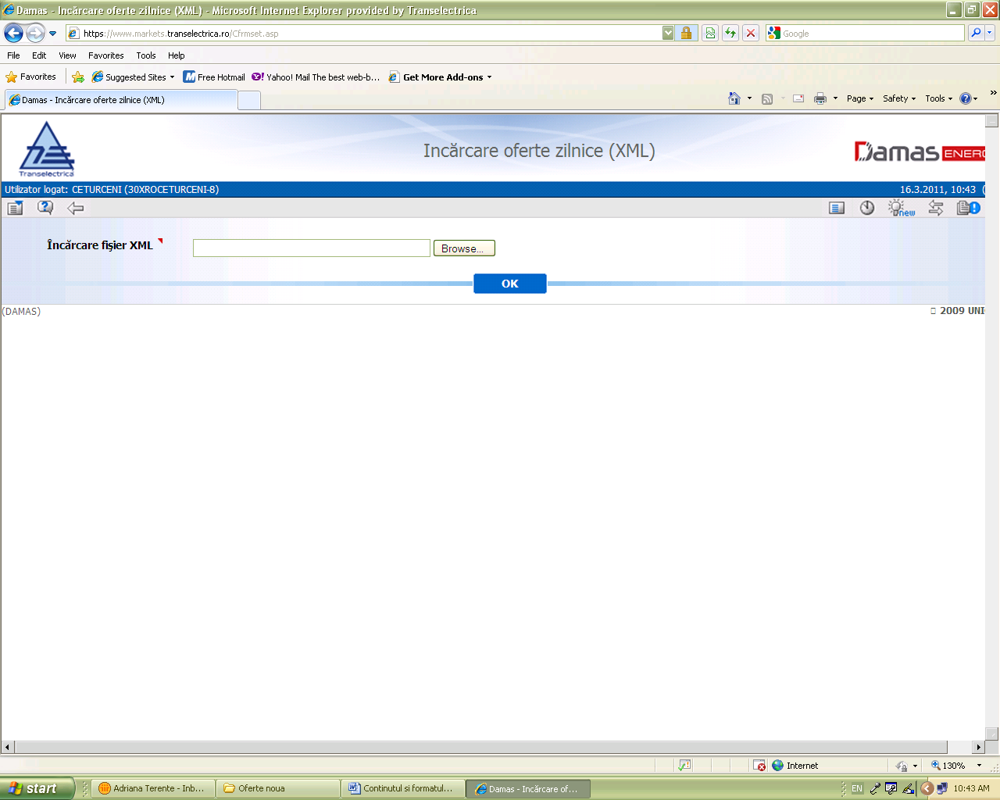 Damas - Incărcare oferte zilnice (XML) - Microsoft Internet Explorer provided by Transelectrica
https://www.markets.transelectrica.ro/Cfrmset.asp
Google
File Edit View Favorites Tools Help
Favorites Suggested Sites Free Hotmail Yahoo! Mail The best web-b... Get More Add-ons
Damas - Incărcare oferte zilnice (XML)
Page Safety Tools
Transelectrica
Incărcare oferte zilnice (XML)
Damas ENERG
Utilizator logat: CETURCENI (30XROCETURCENI-8)
16.3.2011, 10:43 (
new
Încărcare fişier XML
Browse...
OK
(DAMAS)
2009 UNI
Internet
130%
start
Adriana Terente - Inb...
Oferte noua
Continutul si formatul...
Damas - Incărcare of...
EN
10:43 AM